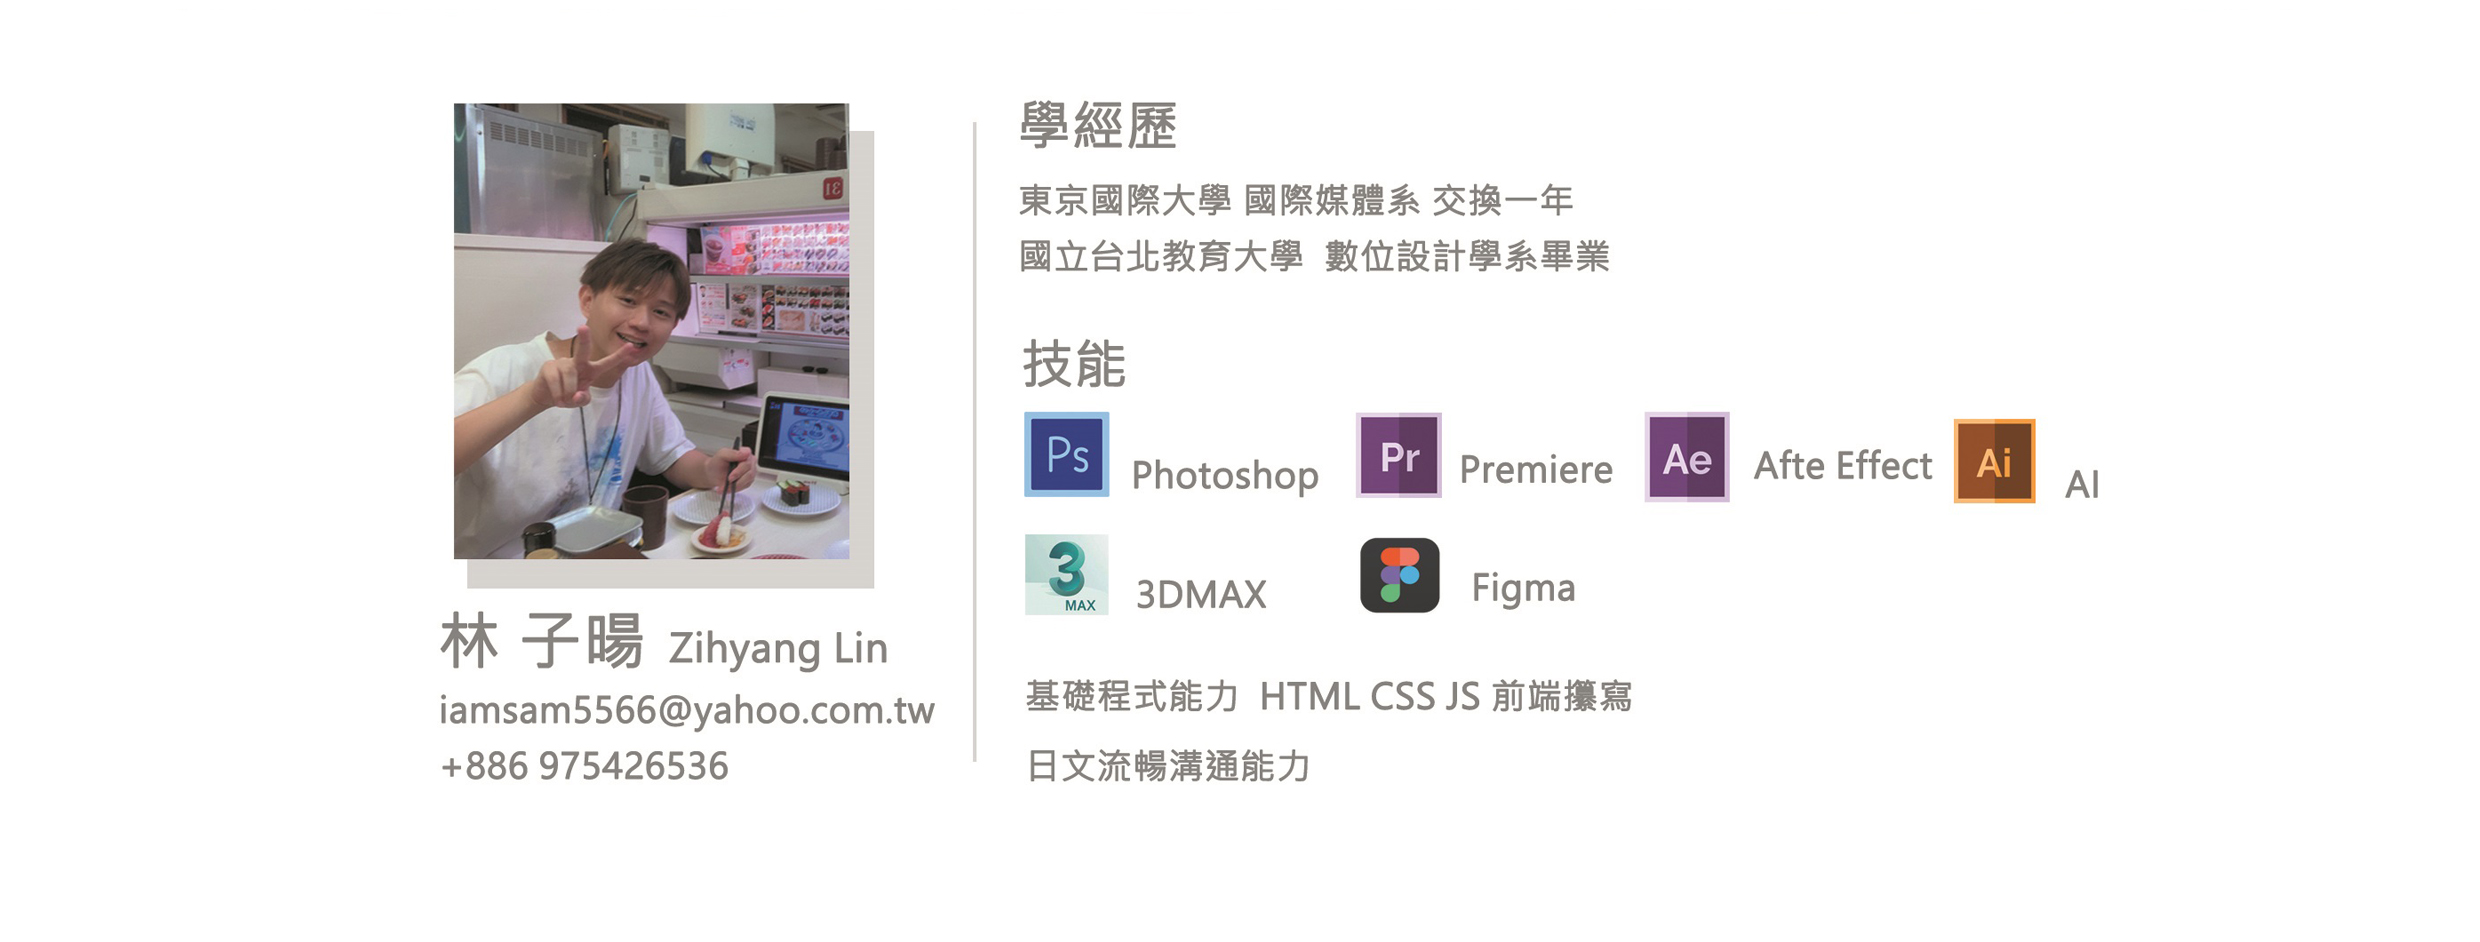 林 子暘 Zihyang Lin
iamsam5566@yahoo.com.tw
+886 975426536
學經歷
東京國際大學 國際媒體系 交換一年
國立台北教育大學 數位設計學系畢業
技能
Ps Photoshop Pr Premiere Ae Afte Effect Ai AI
3 MAX 3DMAX Figma
基礎程式能力 HTML CSS JS 前端攥寫
日文流暢溝通能力
31